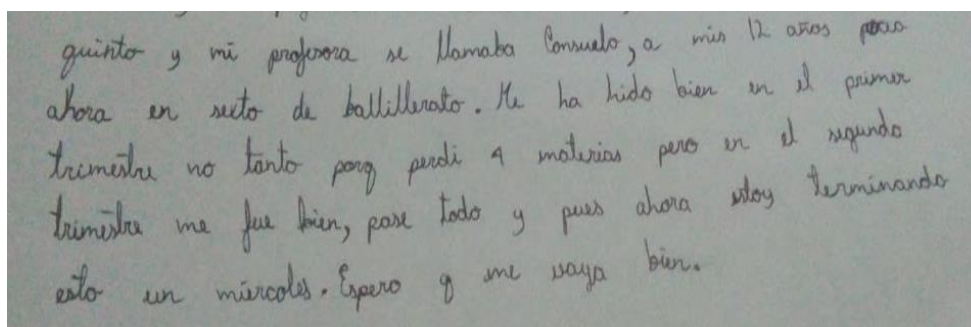 quinto y mi profesora se llamaba Consuelo, a mis 12 años
ahora en sexto de ballillerato. Me ha hido bien en el primer
trimestre no tanto porq perdi 4 materias pero en el segundo
trimestre me fue bien, pase todo y pues ahora estoy terminando
esto un miercoles. Espero q me vaya bien.